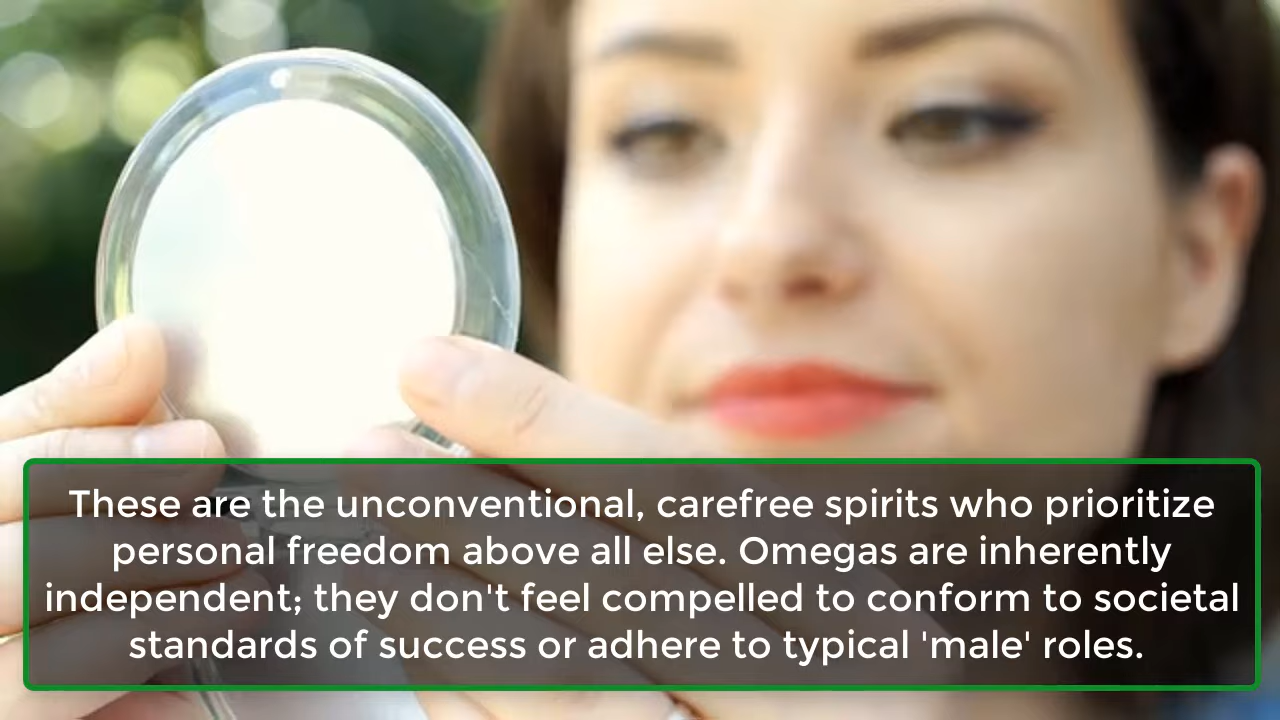 These are the unconventional, carefree spirits who prioritize
personal freedom above all else. Omegas are inherently
independent; they don't feel compelled to conform to societal
standards of success or adhere to typical 'male' roles.